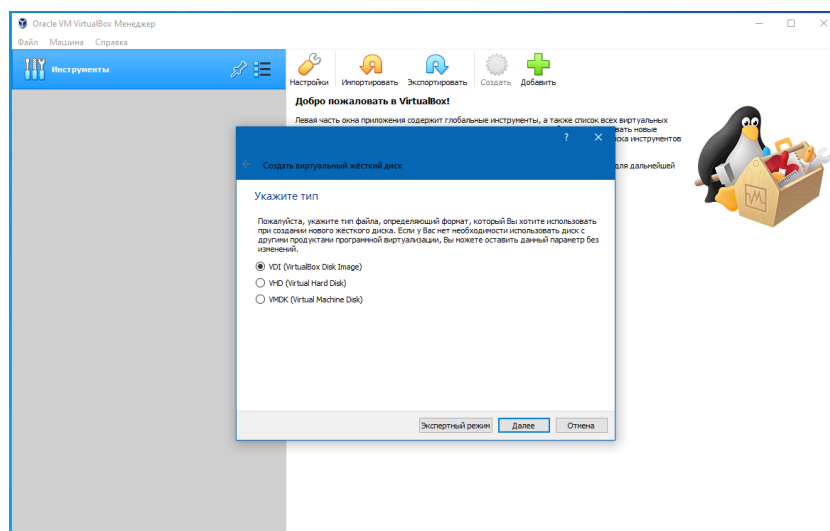 Oracle VM VirtualBox Менеджер
Файл Машина Справка
Инструменты
Настройки Импортировать Экспортировать Создать Добавить
Добро пожаловать в VirtualBox!
Левая часть окна приложения содержит глобальные инструменты, а также список всех виртуальных
вать новые
ска инструментов
для дальнейшей
?
Создать виртуальный жёсткий диск
Укажите тип
Пожалуйста, укажите тип файла, определяющий формат, который Вы хотите использовать
при создании нового жёсткого диска. Если у Вас нет необходимости использовать диск с
другими продуктами программной виртуализации, Вы можете оставить данный параметр без
изменений.
VDI (VirtualBox Disk Image)
VHD (Virtual Hard Disk)
VMDK (Virtual Machine Disk)
Экспертный режим Далее Отмена